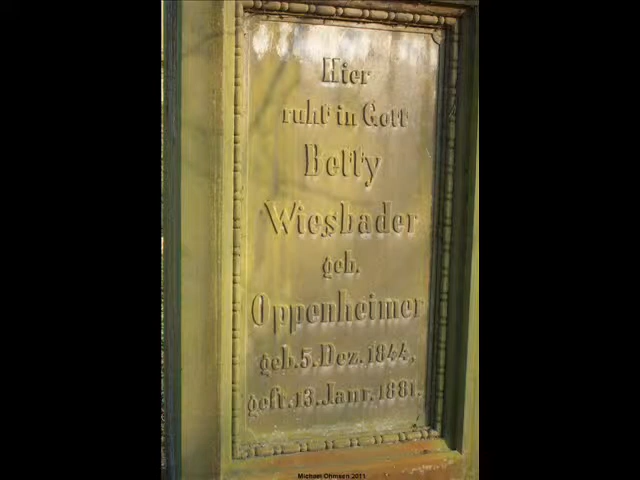 Hier
ruht in Gott
Betty
Wiesbader
geb.
Oppenheimer
geb. 5. Dez. 1844,
gest. 13. Janr. 1881.
Michael Ohmsen 2011